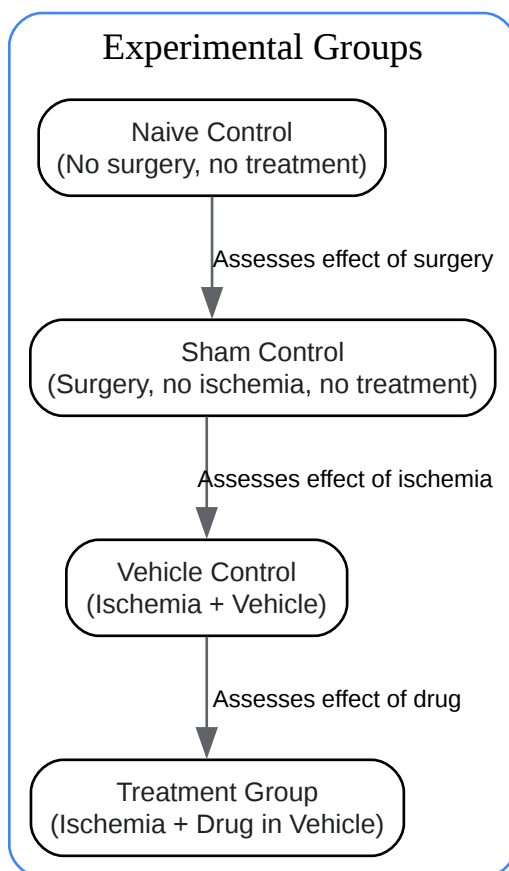 Experimental Groups
Naive Control
(No surgery, no treatment)
Assesses effect of surgery
Sham Control
(Surgery, no ischemia, no treatment)
Assesses effect of ischemia
Vehicle Control
(Ischemia + Vehicle)
Assesses effect of drug
Treatment Group
(Ischemia + Drug in Vehicle)